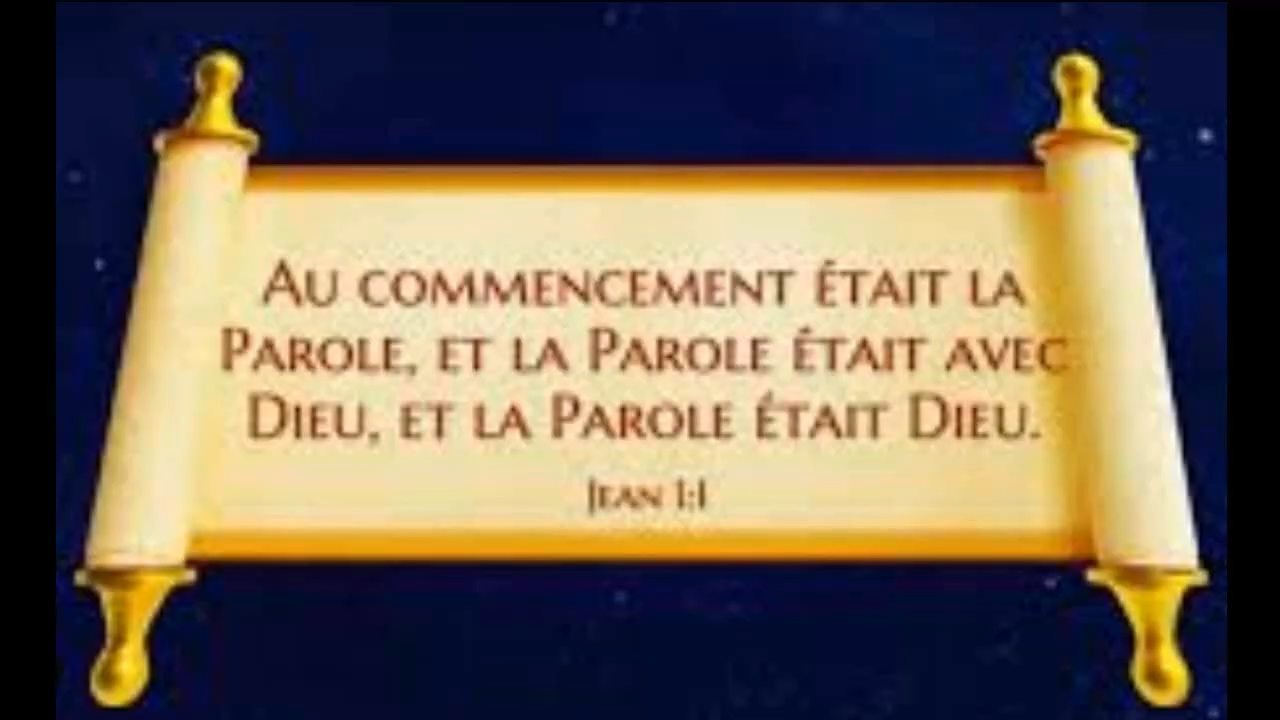 Au commencement était la
Parole, et la Parole était avec
Dieu, et la Parole était Dieu.
Jean 1:1